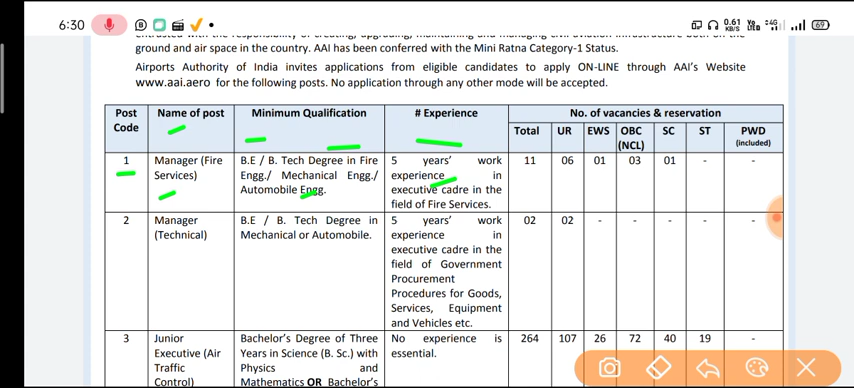 6:30
0.61 KB/S Vo LTE 4G 69
ground and air space in the country. AAI has been conferred with the Mini Ratna Category-1 Status.
Airports Authority of India invites applications from eligible candidates to apply ON-LINE through AAI's Website
www.aai.aero for the following posts. No application through any other mode will be accepted.
Post Code Name of post Minimum Qualification # Experience No. of vacancies & reservation
Total UR EWS OBC (NCL) SC ST PWD (included)
1 Manager (Fire B.E / B. Tech Degree in Fire 5 years' work 11 06 01 03 01 - -
Services) Engg./ Mechanical Engg./ experience in
Automobile Engg. executive cadre in the
field of Fire Services.
2 Manager B.E / B. Tech Degree in 5 years' work 02 02 - - - - -
(Technical) Mechanical or Automobile. experience in
executive cadre in the
field of Government
Procurement
Procedures for Goods,
Services, Equipment
and Vehicles etc.
3 Junior Bachelor's Degree of Three No experience is 264 107 26 72 40 19 -
Executive (Air Years in Science (B. Sc.) with essential.
Traffic Physics and
Control) Mathematics OR Bachelor's